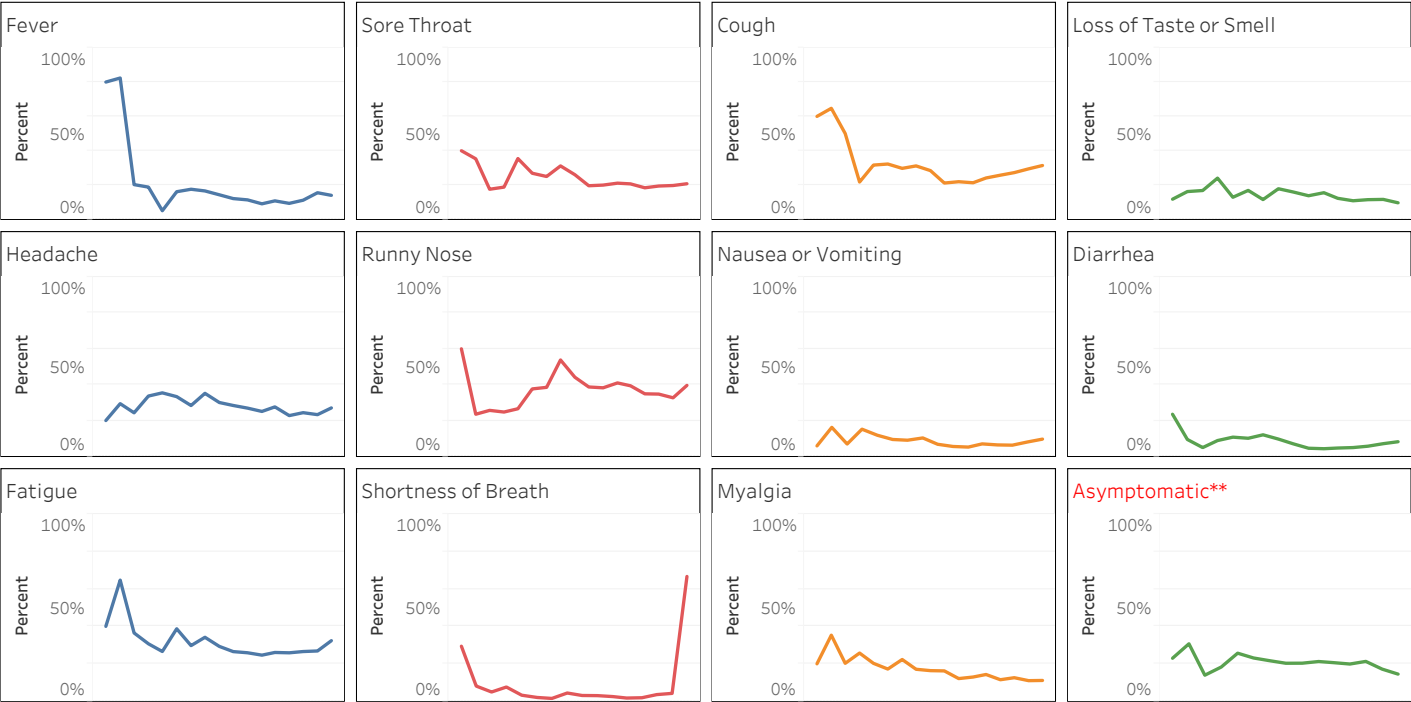 Fever
100%
Percent
50%
0%
Sore Throat
100%
Percent
50%
0%
Cough
100%
Percent
50%
0%
Loss of Taste or Smell
100%
Percent
50%
0%
Headache
100%
Percent
50%
0%
Runny Nose
100%
Percent
50%
0%
Nausea or Vomiting
100%
Percent
50%
0%
Diarrhea
100%
Percent
50%
0%
Fatigue
100%
Percent
50%
0%
Shortness of Breath
100%
Percent
50%
0%
Myalgia
100%
Percent
50%
0%
Asymptomatic**
100%
Percent
50%
0%